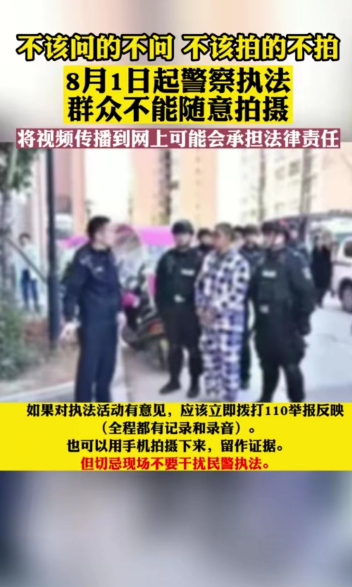 不该问的不问 不该拍的不拍
8月1日起警察执法
群众不能随意拍摄
将视频传播到网上可能会承担法律责任
如果对执法活动有意见，应该立即拨打110举报反映
（全程都有记录和录音）。
也可以用手机拍摄下来，留作证据。
但切忌现场不要干扰民警执法。